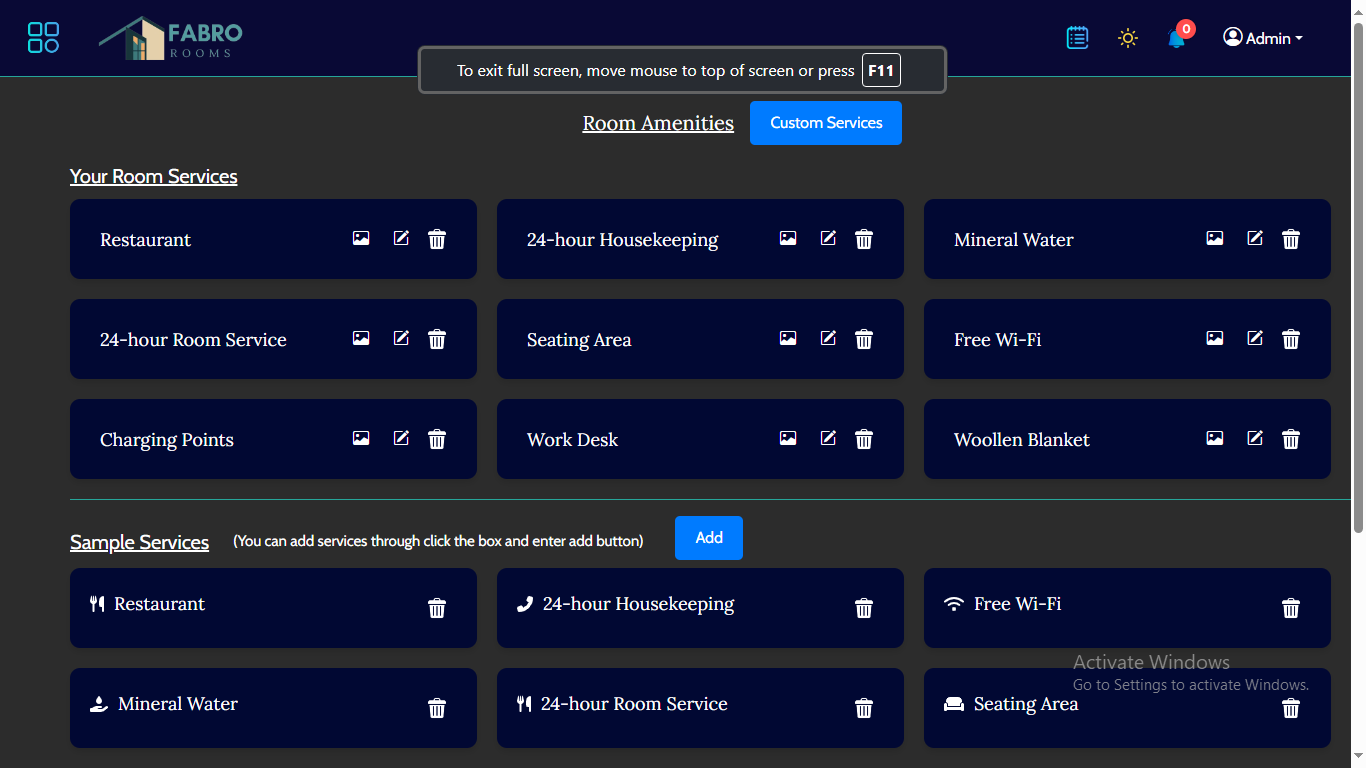 FABRO
ROOMS
0
Admin
To exit full screen, move mouse to top of screen or press F11
Room Amenities
Custom Services
Your Room Services
Restaurant
24-hour Housekeeping
Mineral Water
24-hour Room Service
Seating Area
Free Wi-Fi
Charging Points
Work Desk
Woollen Blanket
Sample Services
(You can add services through click the box and enter add button)
Add
Restaurant
24-hour Housekeeping
Free Wi-Fi
Mineral Water
24-hour Room Service
Seating Area
Activate Windows
Go to Settings to activate Windows.